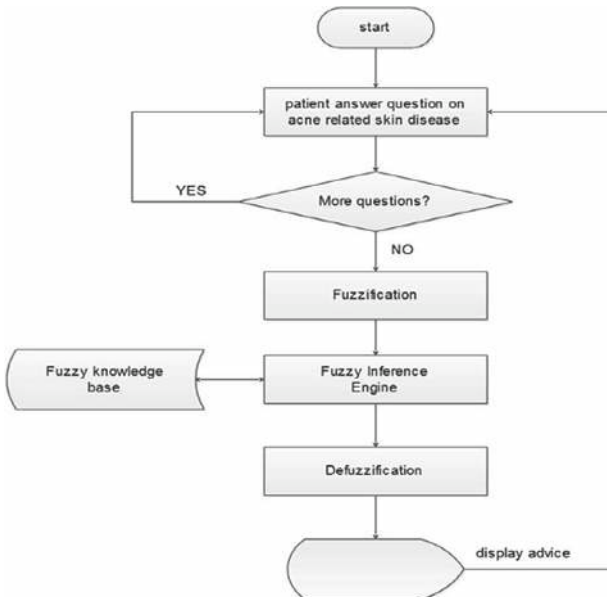 start
patient answer question on
acne related skin disease
YES
More questions?
NO
Fuzzification
Fuzzy knowledge
base
Fuzzy Inference
Engine
Defuzzification
display advice